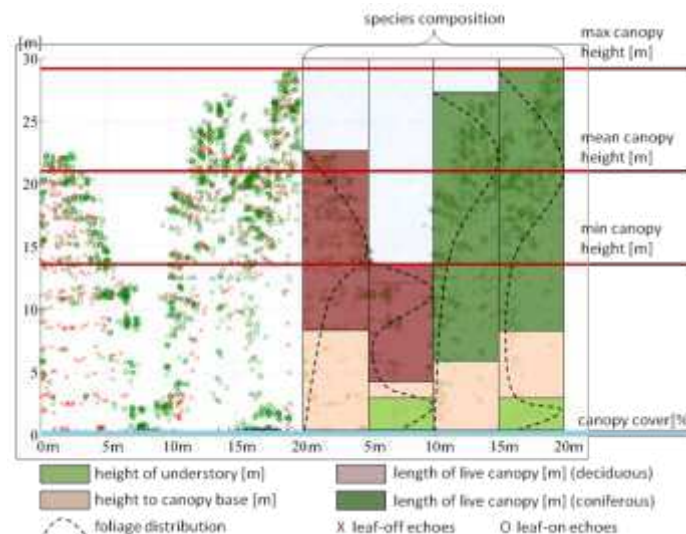 species composition
max canopy
height [m]
[m]
30
25
mean canopy
height [m]
20
min canopy
height [m]
15
10
5
canopy cover[%
0
0m 5m 10m 15m 20m 5m 10m 15m 20m
height of understory [m]
length of live canopy [m] (deciduous)
height to canopy base [m]
length of live canopy [m] (coniferous)
foliage distribution
X leaf-off echoes
O leaf-on echoes